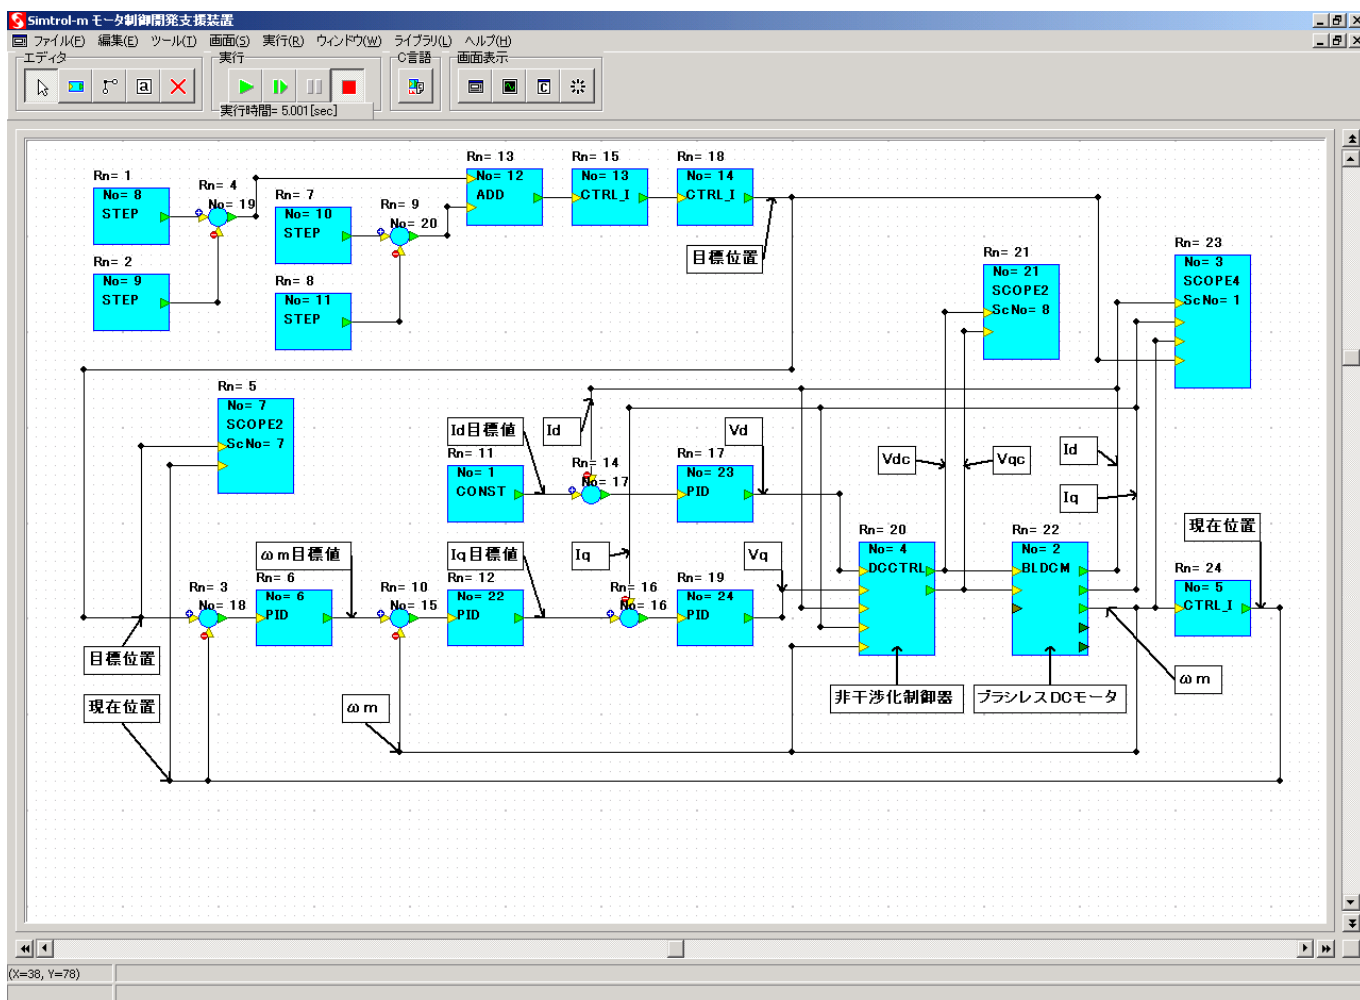 Simtrol-m モータ制御開発支援装置
ファイル(F) 編集(E) ツール(T) 画面(S) 実行(R) ウィンドウ(W) ライブラリ(L) ヘルプ(H)
エディタ 実行 C言語 画面表示
a
C
実行時間= 5.001[sec]
Rn= 1
No= 8
STEP
Rn= 4
No= 19
Rn= 2
No= 9
STEP
Rn= 7
No= 10
STEP
Rn= 9
No= 20
Rn= 8
No= 11
STEP
Rn= 13
No= 12
ADD
Rn= 15
No= 13
CTRL_I
Rn= 18
No= 14
CTRL_I
目標位置
Rn= 21
No= 21
SCOPE2
ScNo= 8
Rn= 23
No= 3
SCOPE4
ScNo= 1
Rn= 5
No= 7
SCOPE2
ScNo= 7
Id目標値
Id
Rn= 11
No= 1
CONST
Rn= 14
No= 17
Vd
Rn= 17
No= 23
PID
Vdc
Vqc
Id
Iq
ωm目標値
Iq目標値
Iq
Vq
Rn= 3
No= 18
Rn= 6
No= 6
PID
Rn= 10
No= 15
Rn= 12
No= 22
PID
Rn= 16
No= 16
Rn= 19
No= 24
PID
Rn= 20
No= 4
DCCTRL
Rn= 22
No= 2
BLDCM
現在位置
Rn= 24
No= 5
CTRL_I
目標位置
現在位置
ωm
非干渉化制御器
ブラシレスDCモータ
ωm
(X=38, Y=78)